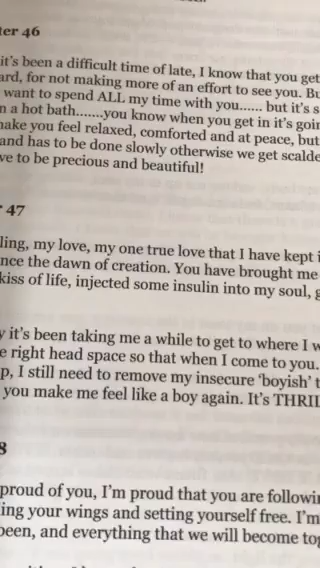 ter 46
it's been a difficult time of late, I know that you get
ard, for not making more of an effort to see you. Bu
want to spend ALL my time with you...... but it's s
n a hot bath.......you know when you get in it's goin
nake you feel relaxed, comforted and at peace, but
and has to be done slowly otherwise we get scalde
ve to be precious and beautiful!
47
ling, my love, my one true love that I have kept i
nce the dawn of creation. You have brought me
kiss of life, injected some insulin into my soul, g
y it's been taking me a while to get to where I w
e right head space so that when I come to you.
p, I still need to remove my insecure 'boyish' t
you make me feel like a boy again. It's THRIL
8
proud of you, I'm proud that you are followi
ing your wings and setting yourself free. I'm
been, and everything that we will become tog